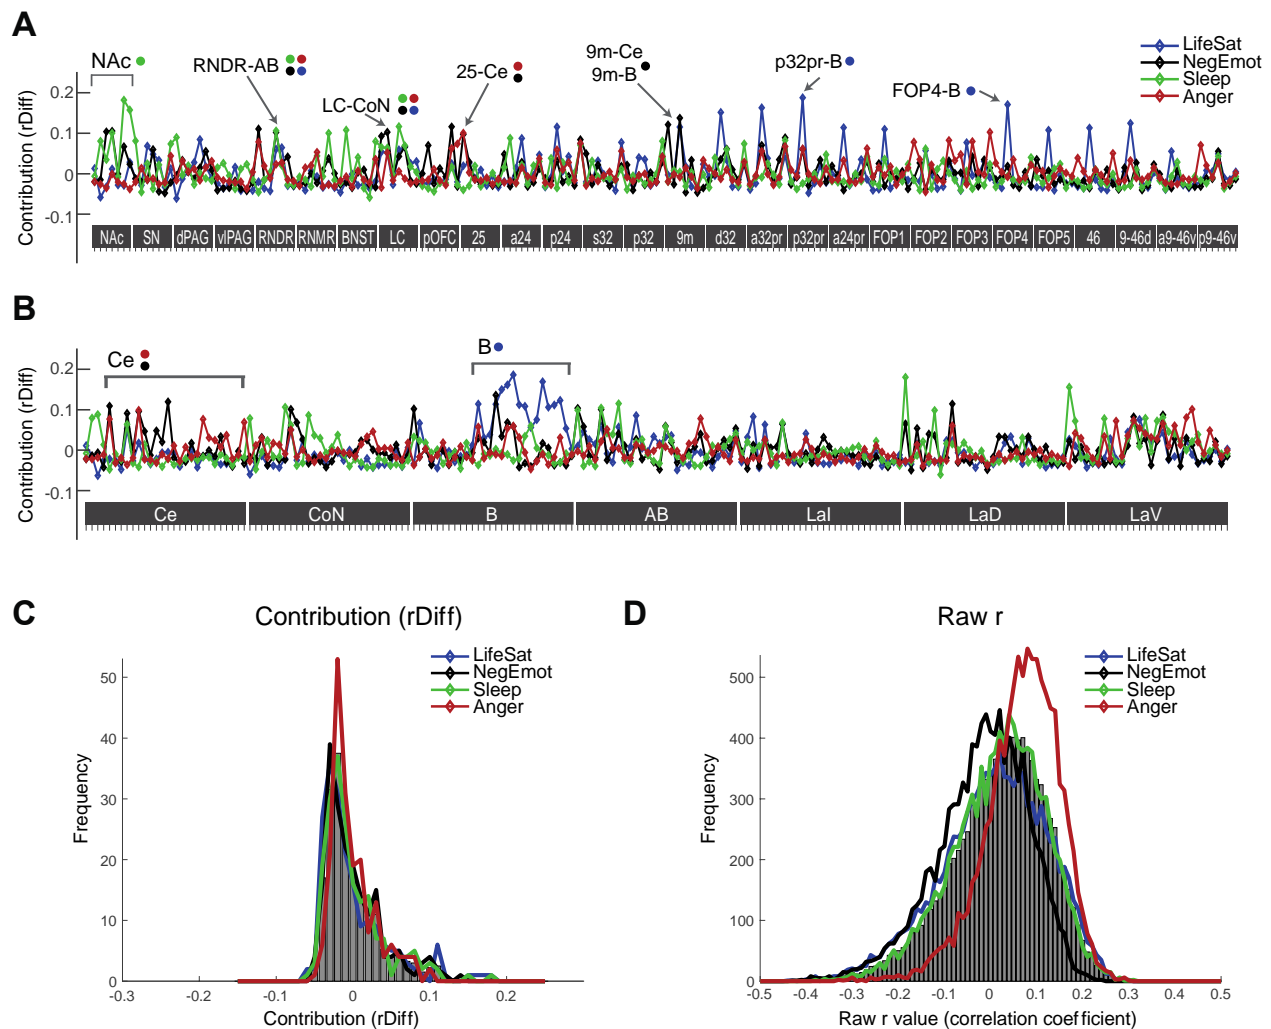 A
NAc
RNDR-AB
LC-CoN
25-Ce
9m-Ce
9m-B
p32pr-B
FOP4-B
LifeSat
NegEmot
Sleep
Anger
Contribution (rDiff)
0.2
0.1
0
-0.1
NAc SN dPAG vlPAG RNDR RNMR BNST LC pOFC 25 a24 p24 s32 p32 9m d32 a32pr p32pr a24pr FOP1 FOP2 FOP3 FOP4 FOP5 46 9-46d a9-46v p9-46v
B
Ce
B
Contribution (rDiff)
0.2
0.1
0
-0.1
Ce CoN B AB LaI LaD LaV
C
Contribution (rDiff)
LifeSat
NegEmot
Sleep
Anger
Frequency
50
40
30
20
10
0
-0.3 -0.2 -0.1 0 0.1 0.2
Contribution (rDiff)
D
Raw r
LifeSat
NegEmot
Sleep
Anger
Frequency
500
400
300
200
100
0
-0.5 -0.4 -0.3 -0.2 -0.1 0 0.1 0.2 0.3 0.4 0.5
Raw r value (correlation coefficient)